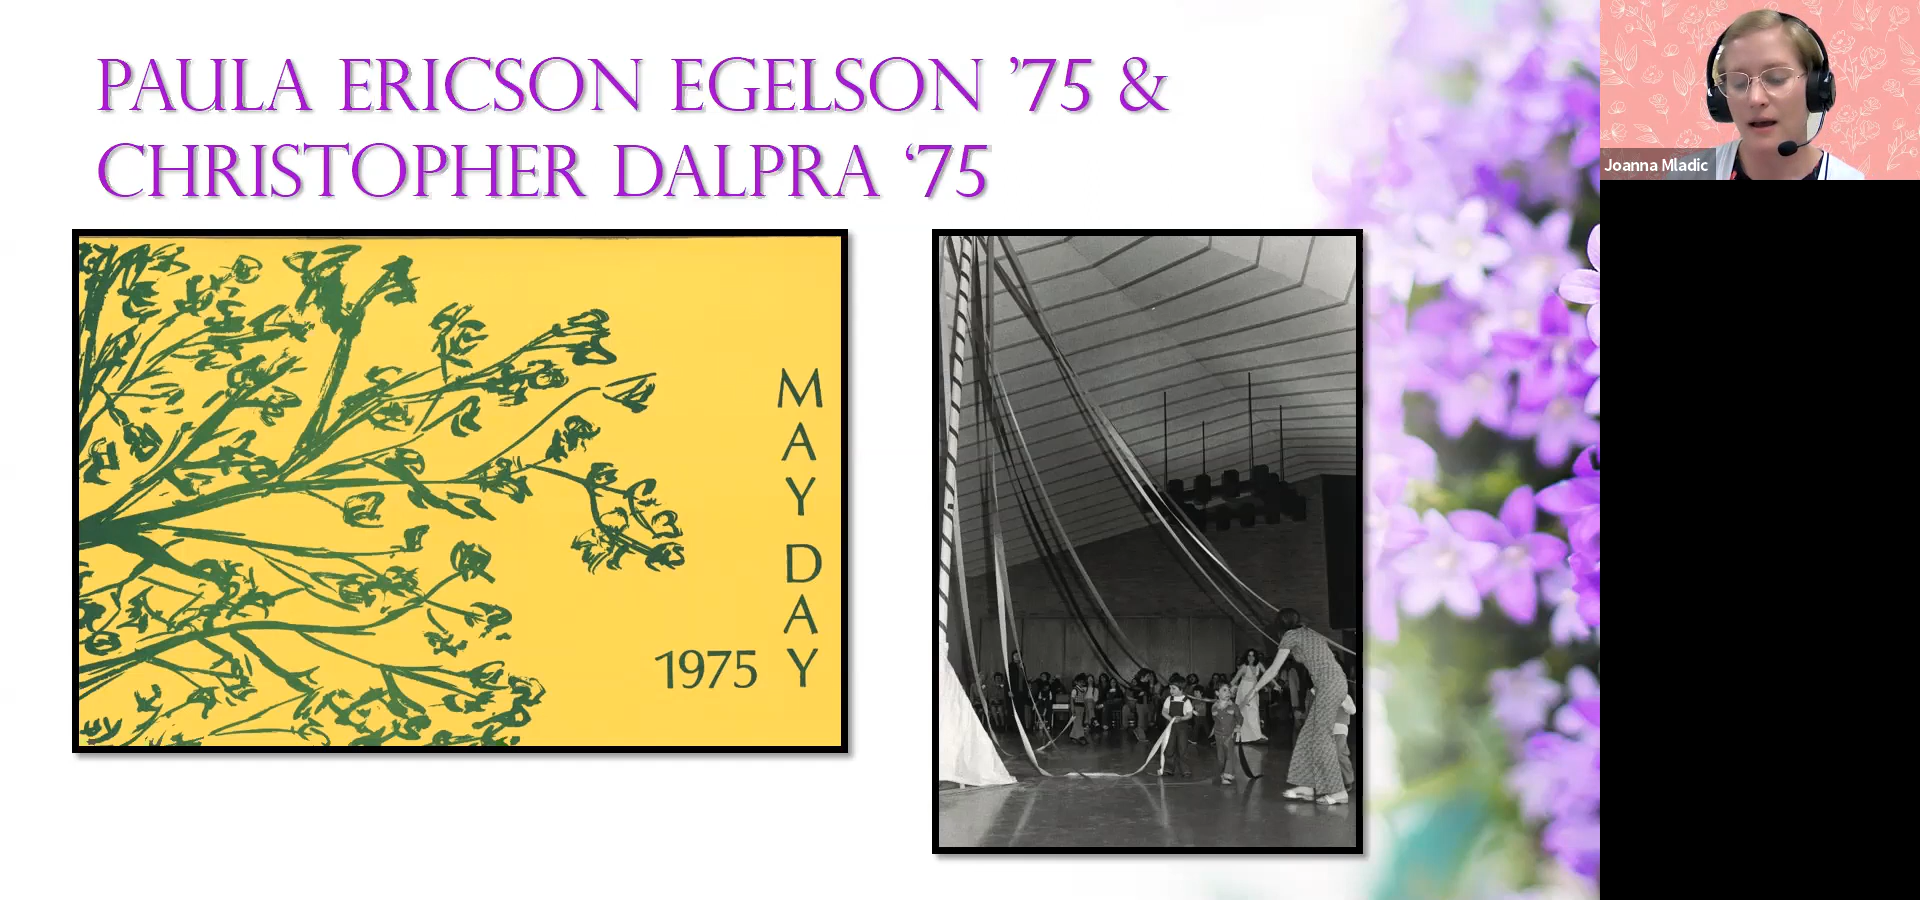 PAULA ERICSON EGELSON ’75 &
CHRISTOPHER DALPRA ‘75
MAY DAY
1975
Joanna Mladic